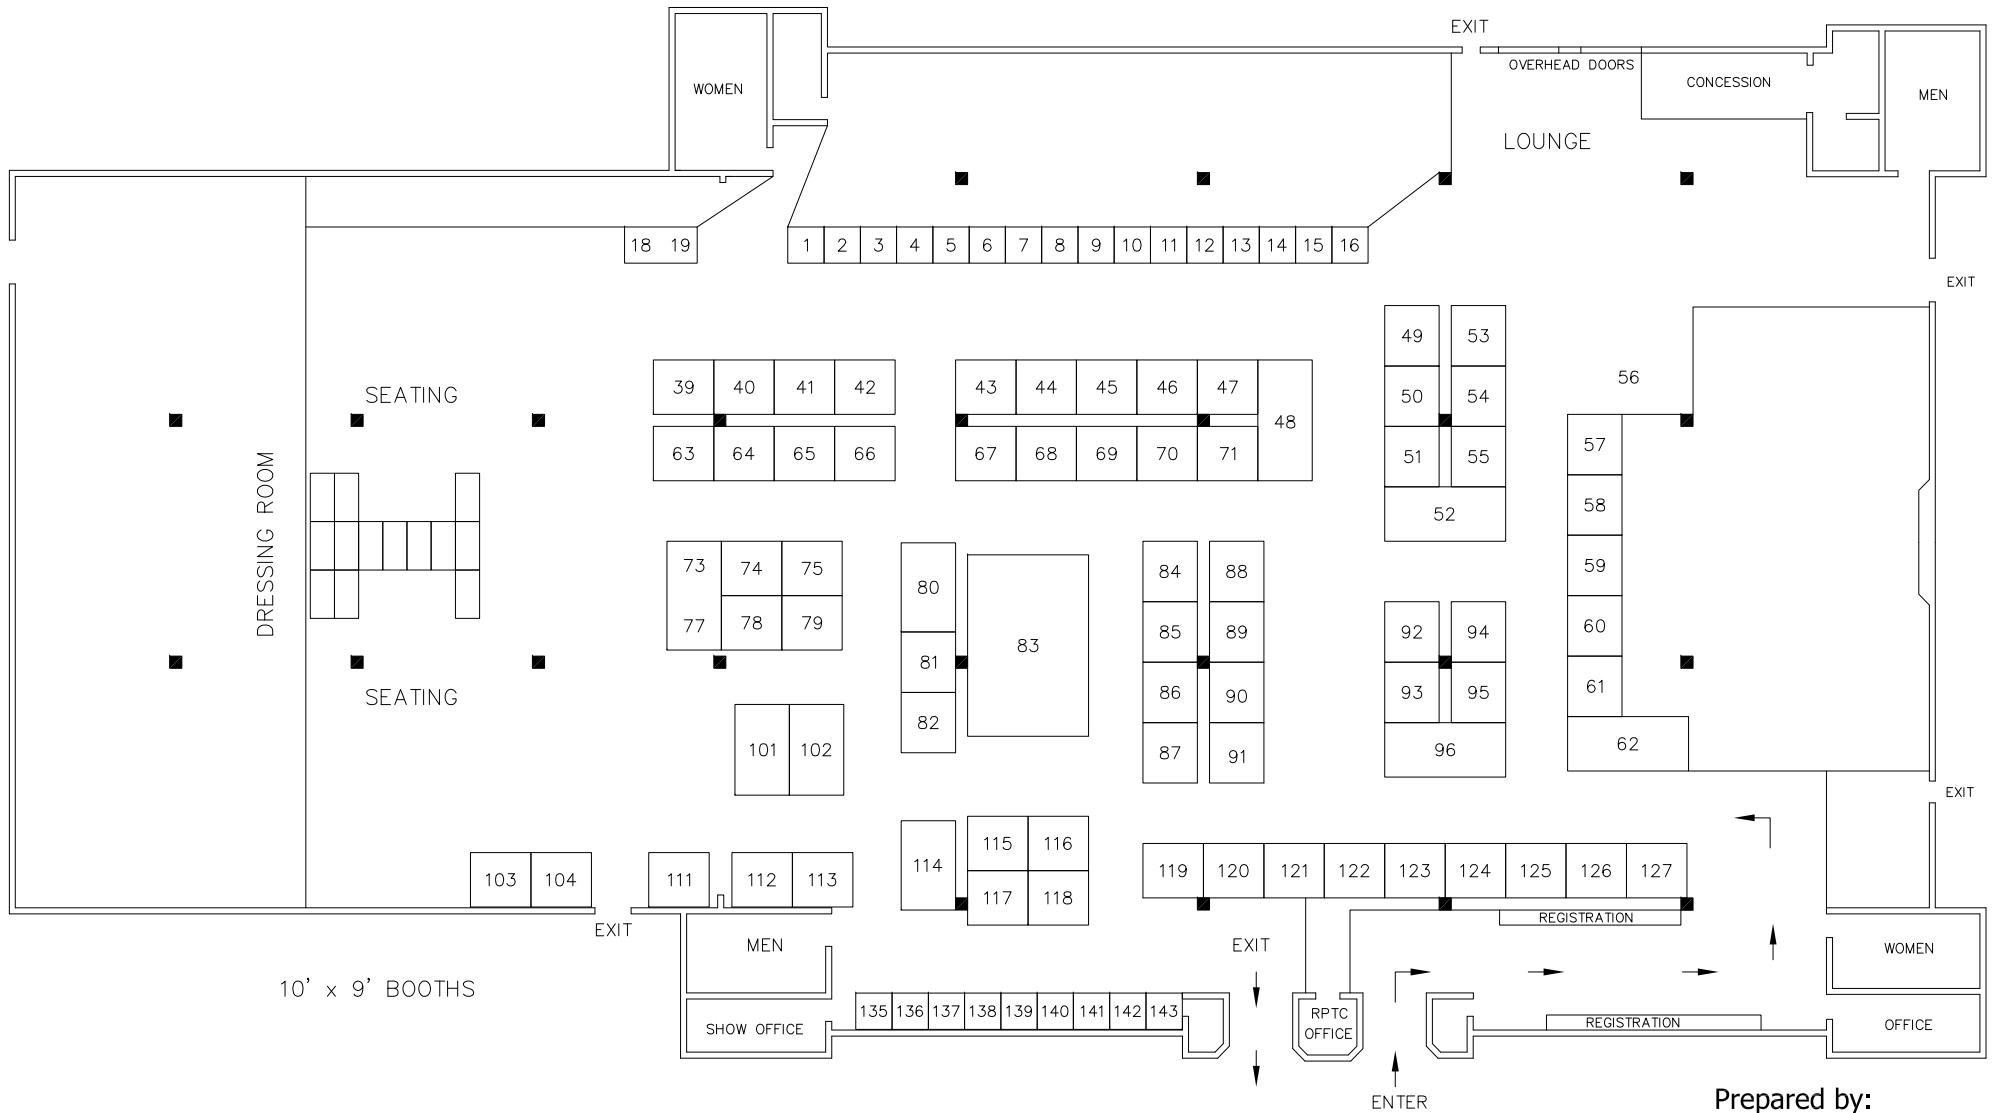 EXIT
OVERHEAD DOORS
WOMEN
CONCESSION
MEN
LOUNGE
18 19 1 2 3 4 5 6 7 8 9 10 11 12 13 14 15 16
EXIT
49 53
56
SEATING
39 40 41 42 43 44 45 46 47
50 54
48
57
63 64 65 66 67 68 69 70 71
51 55
58
52
DRESSING ROOM
73 74 75
80
84 88
59
77 78 79
85 89
92 94
60
83
81
61
86 90
93 95
SEATING
82
62
101 102
87 91
96
EXIT
115 116
114
103 104
111 112 113
119 120 121 122 123 124 125 126 127
117 118
REGISTRATION
EXIT
MEN
EXIT
WOMEN
10' x 9' BOOTHS
135 136 137 138 139 140 141 142 143
RPTC
OFFICE
REGISTRATION
SHOW OFFICE
OFFICE
ENTER
Prepared by: